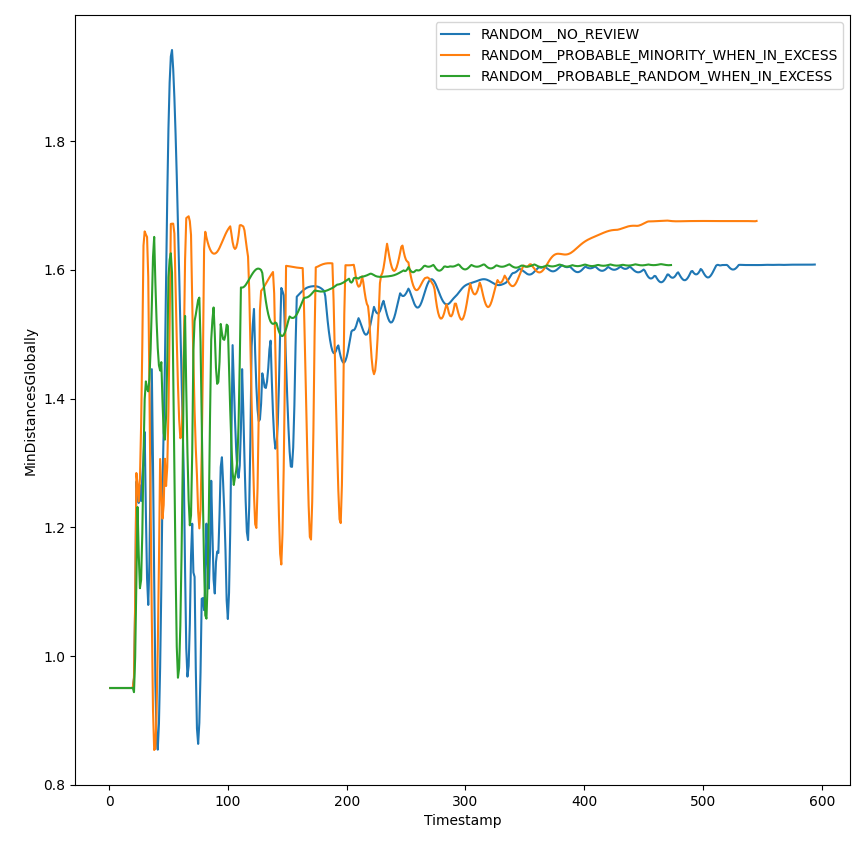 RANDOM__NO_REVIEW
RANDOM__PROBABLE_MINORITY_WHEN_IN_EXCESS
RANDOM__PROBABLE_RANDOM_WHEN_IN_EXCESS
MinDistancesGlobally
1.8
1.6
1.4
1.2
1.0
0.8
0 100 200 300 400 500 600
Timestamp